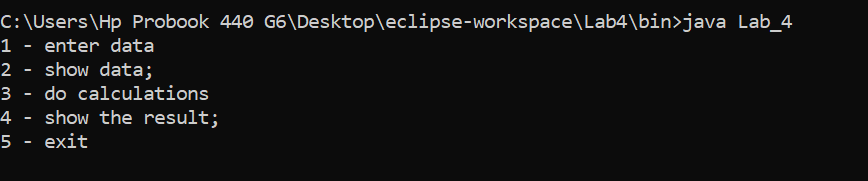 C:\Users\Hp Probook 440 G6\Desktop\eclipse-workspace\Lab4\bin>java Lab_4
1 - enter data
2 - show data;
3 - do calculations
4 - show the result;
5 - exit